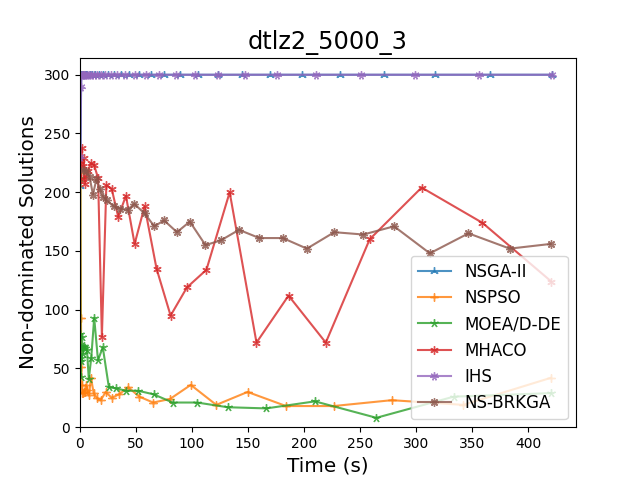 dtlz2_5000_3
300
250
200
150
100
50
0
Non-dominated Solutions
0 50 100 150 200 250 300 350 400
Time (s)
NSGA-II
NSPSO
MOEA/D-DE
MHACO
IHS
NS-BRKGA